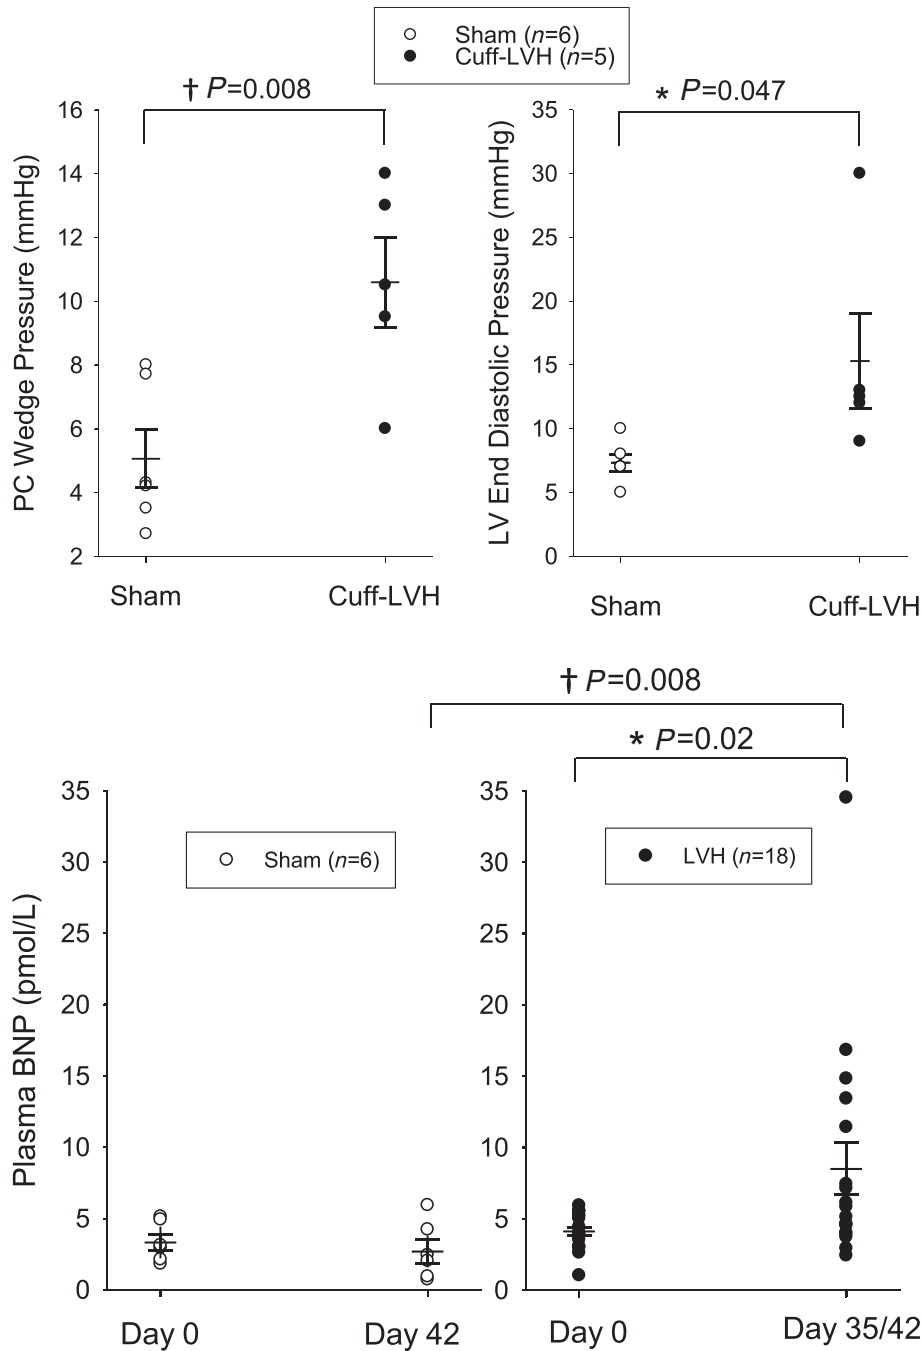 Sham (n=6)
Cuff-LVH (n=5)
† P=0.008
* P=0.047
PC Wedge Pressure (mmHg)
16
14
12
10
8
6
4
2
Sham
Cuff-LVH
LV End Diastolic Pressure (mmHg)
35
30
25
20
15
10
5
0
Sham
Cuff-LVH
† P=0.008
* P=0.02
Plasma BNP (pmol/L)
35
30
25
20
15
10
5
0
Sham (n=6)
Day 0
Day 42
35
30
25
20
15
10
5
0
LVH (n=18)
Day 0
Day 35/42